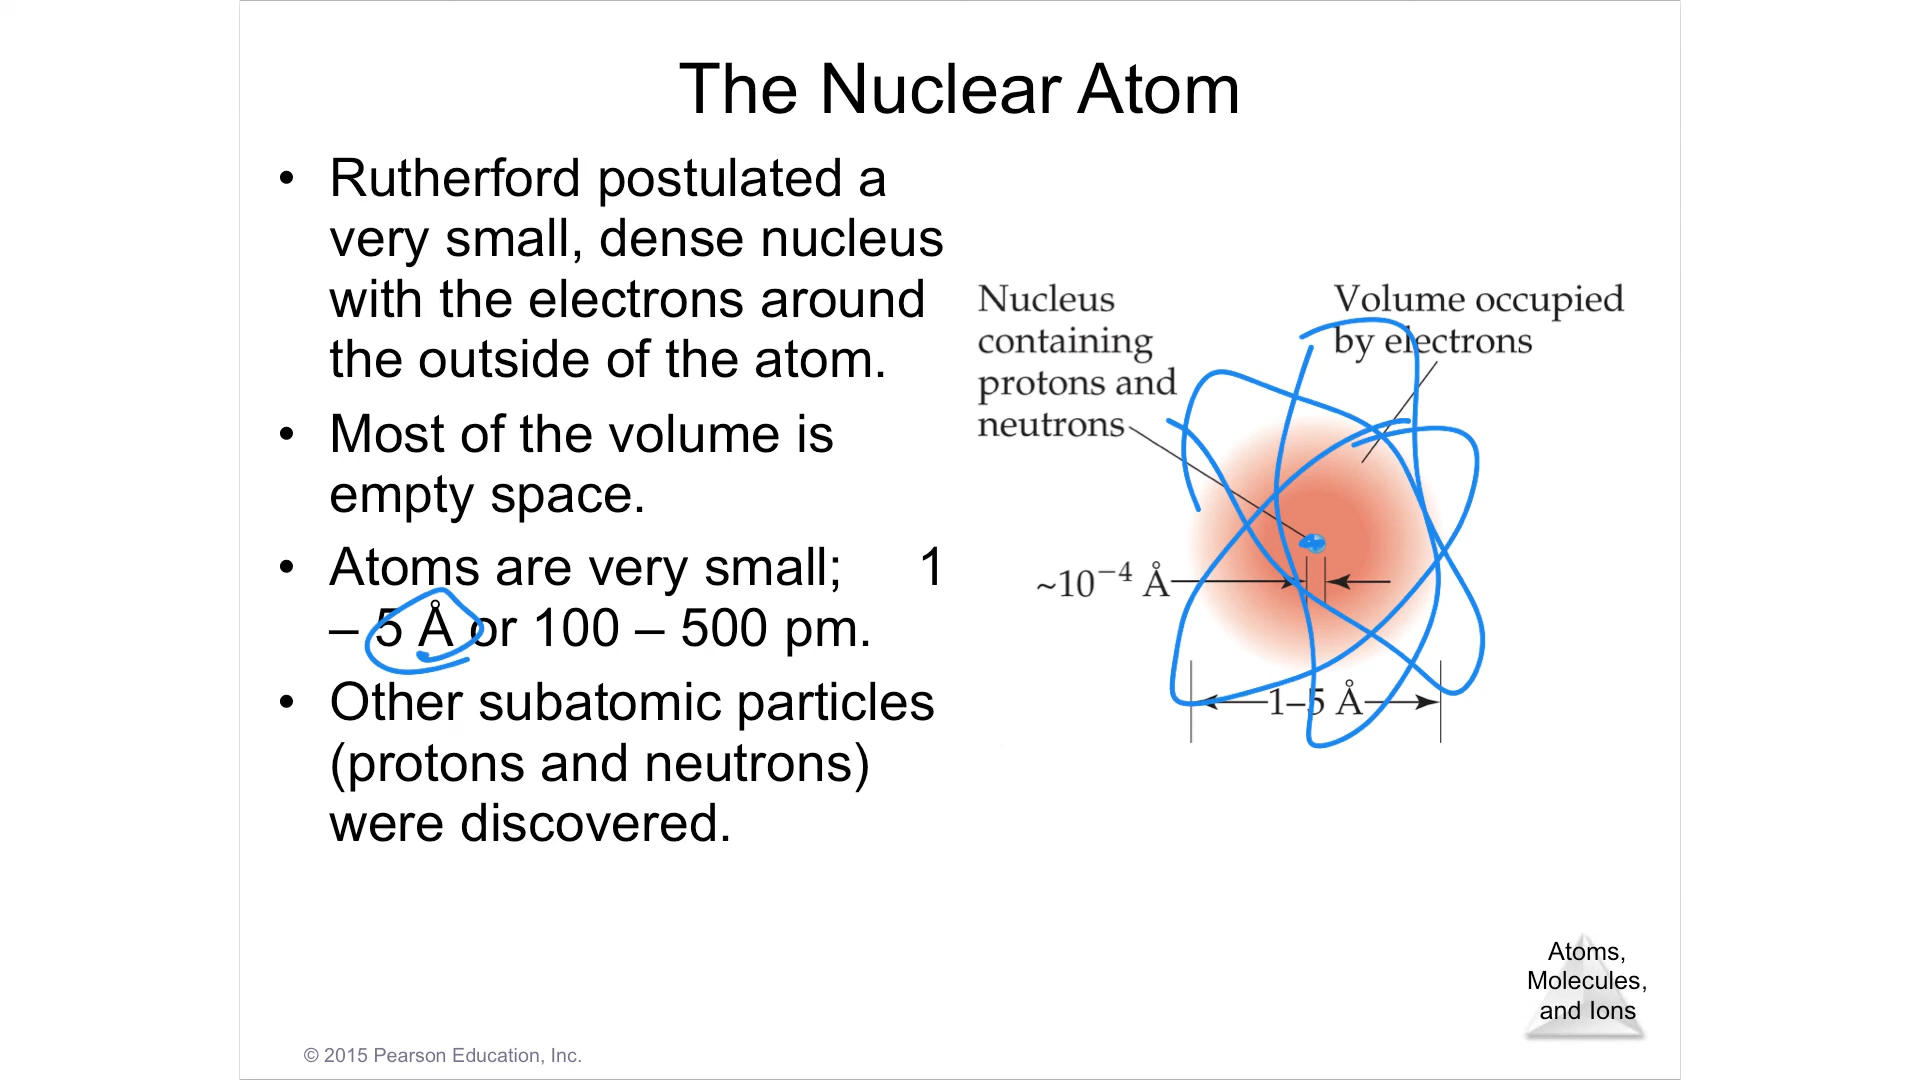 The Nuclear Atom
• Rutherford postulated a
very small, dense nucleus
with the electrons around
the outside of the atom.
• Most of the volume is
empty space.
• Atoms are very small; 1
– 5 Å or 100 – 500 pm.
• Other subatomic particles
(protons and neutrons)
were discovered.
Nucleus
containing
protons and
neutrons
Volume occupied
by electrons
~10⁻⁴ Å
1–5 Å
Atoms,
Molecules,
and Ions
© 2015 Pearson Education, Inc.